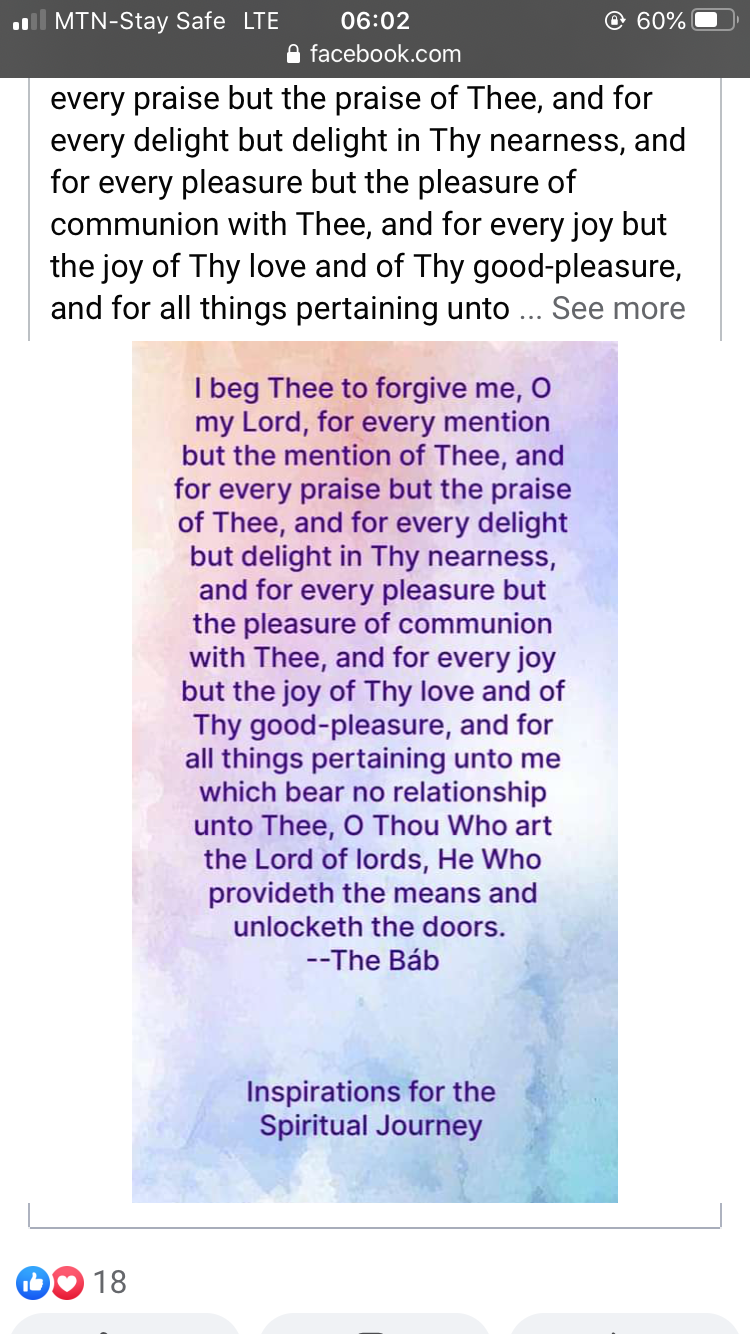 MTN-Stay Safe LTE 06:02 60%
facebook.com
every praise but the praise of Thee, and for
every delight but delight in Thy nearness, and
for every pleasure but the pleasure of
communion with Thee, and for every joy but
the joy of Thy love and of Thy good-pleasure,
and for all things pertaining unto ... See more
I beg Thee to forgive me, O
my Lord, for every mention
but the mention of Thee, and
for every praise but the praise
of Thee, and for every delight
but delight in Thy nearness,
and for every pleasure but
the pleasure of communion
with Thee, and for every joy
but the joy of Thy love and of
Thy good-pleasure, and for
all things pertaining unto me
which bear no relationship
unto Thee, O Thou Who art
the Lord of lords, He Who
provideth the means and
unlocketh the doors.
--The Báb
Inspirations for the
Spiritual Journey
18